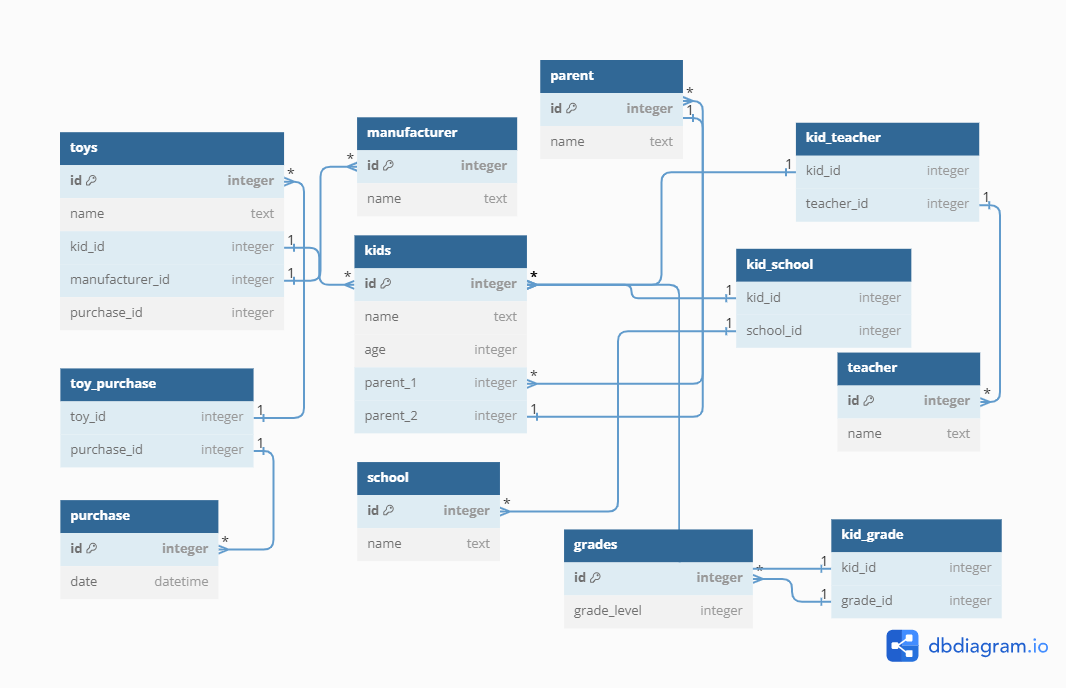 parent
id integer
name text
*
1
manufacturer
id integer
name text
*
kid_teacher
kid_id integer
teacher_id integer
1
1
toys
id integer
name text
kid_id integer
manufacturer_id integer
purchase_id integer
*
1
1
kids
id integer
name text
age integer
parent_1 integer
parent_2 integer
*
*
*
1
kid_school
kid_id integer
school_id integer
1
1
teacher
id integer
name text
*
toy_purchase
toy_id integer
purchase_id integer
1
1
school
id integer
name text
*
purchase
id integer
date datetime
*
grades
id integer
grade_level integer
*
kid_grade
kid_id integer
grade_id integer
1
1
dbdiagram.io